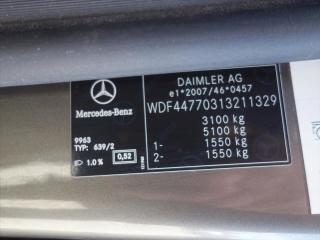 DAIMLER AG
e1*2007/46*0457
WDF44770313211329
3100 kg
5100 kg
1- 1550 kg
2- 1550 kg
Mercedes-Benz
9963
TYP: 639/2
1.0 % 0,52